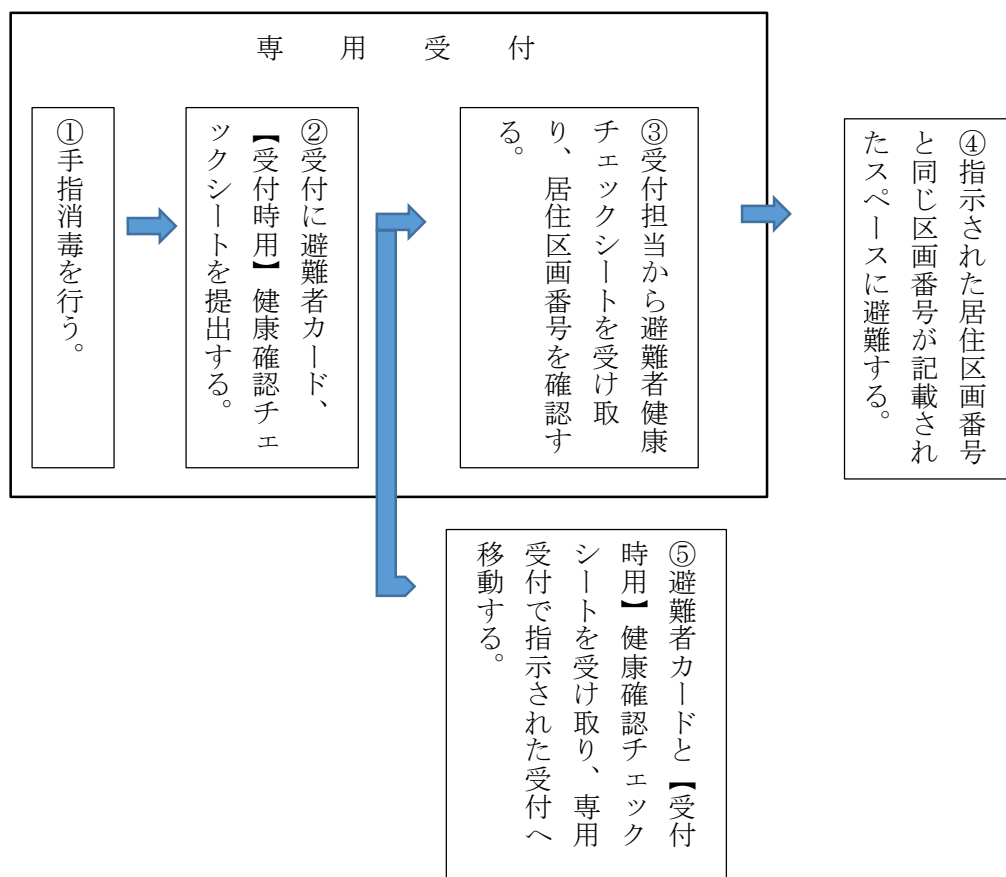 専用受付
①手指消毒を行う。
②受付に避難者カード、
【受付時用】健康確認チェ
ックシートを提出する。
③受付担当から避難者健康
チェックシートを受け取
り、居住区画番号を確認す
る。
④指示された居住区画番号
と同じ区画番号が記載され
たスペースに避難する。
⑤避難者カードと【受付
時用】健康確認チェック
シートを受け取り、専用
受付で指示された受付へ
移動する。